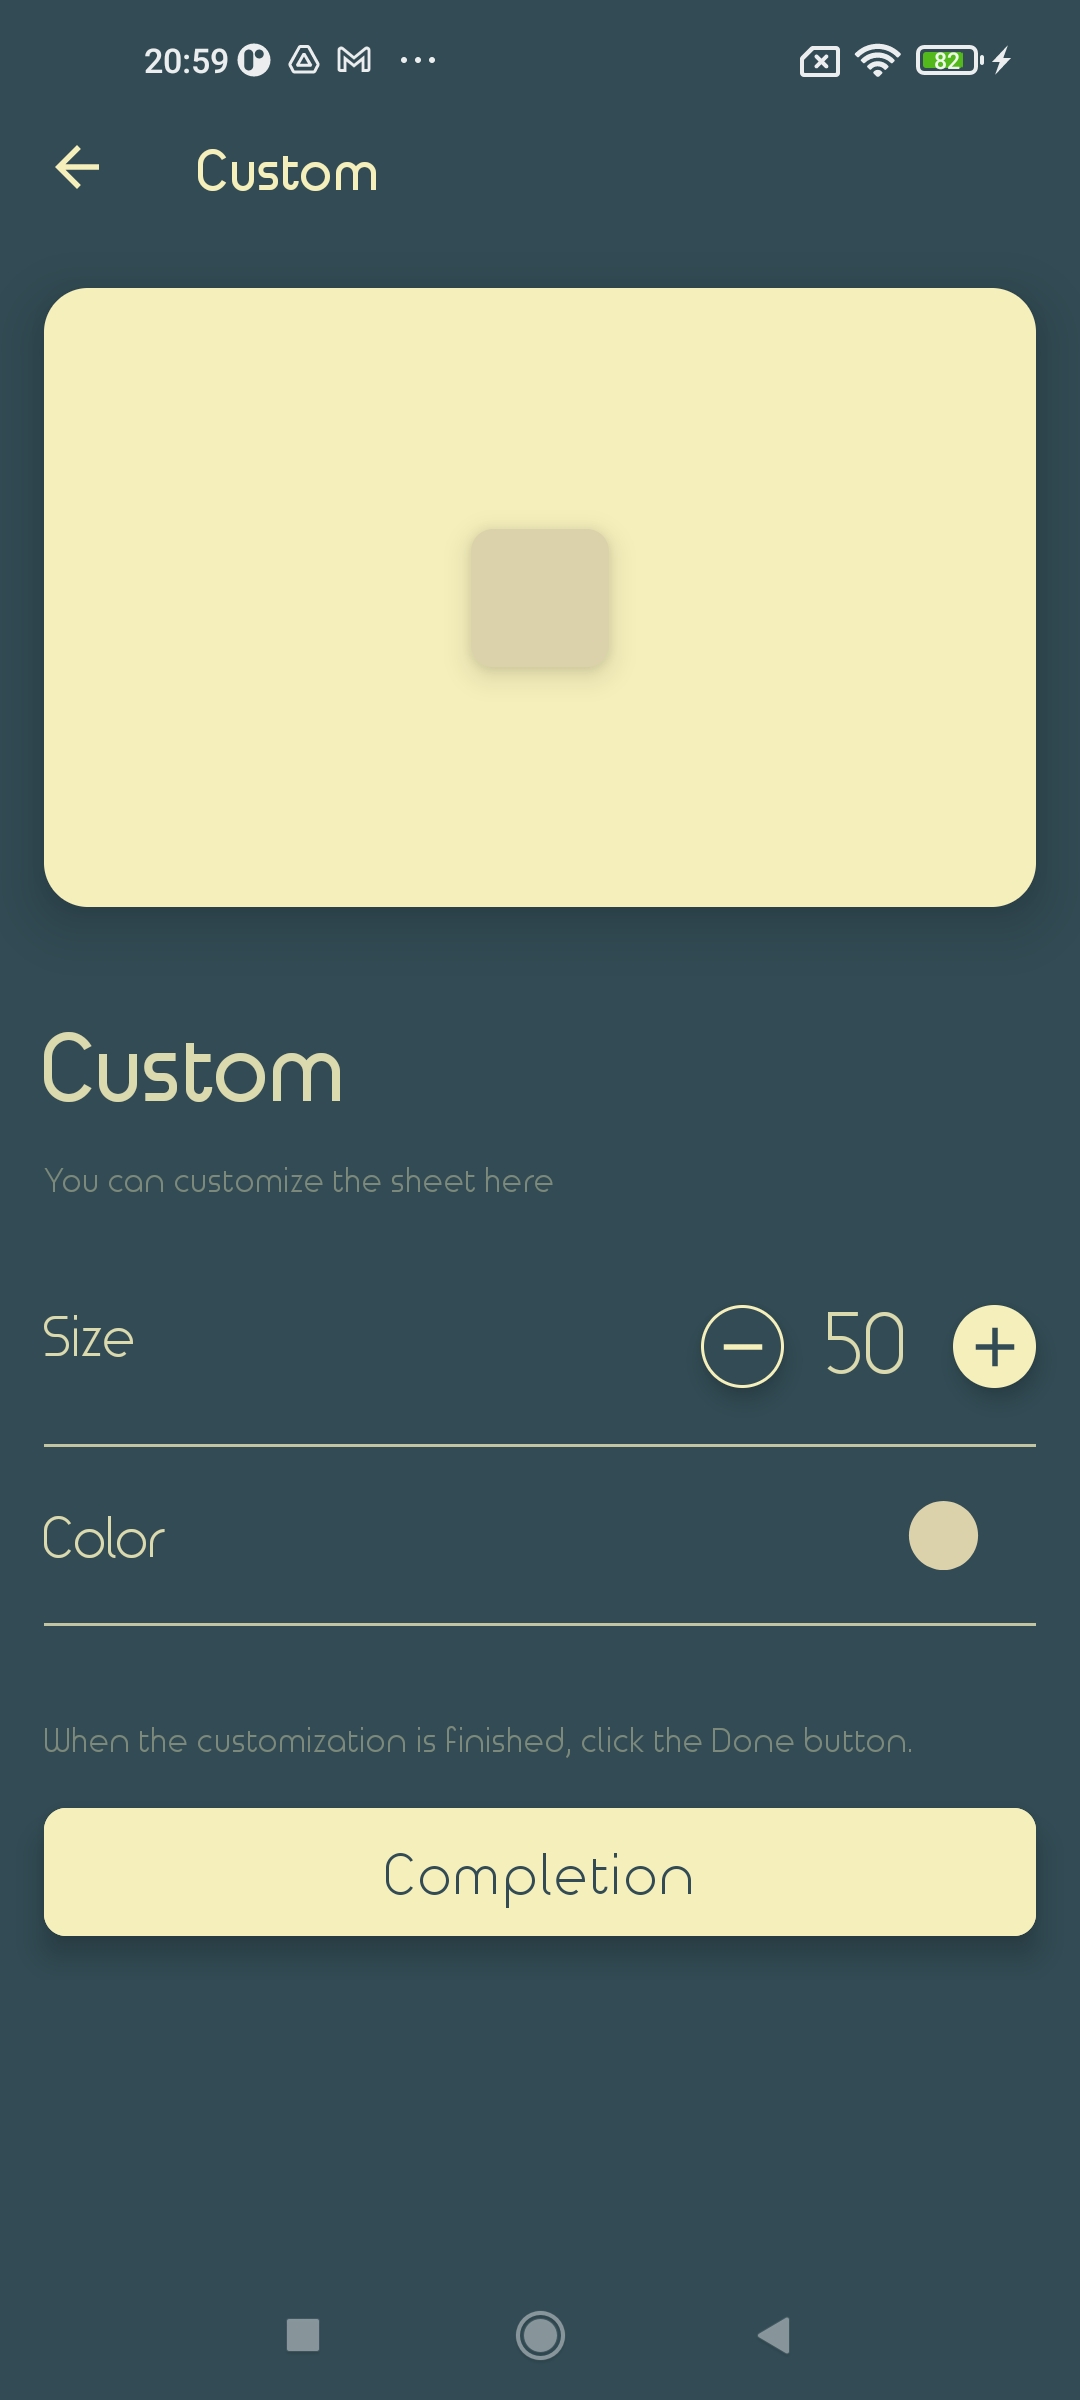 20:59
82
Custom
Custom
You can customize the sheet here
Size
50
Color
When the customization is finished, click the Done button.
Completion